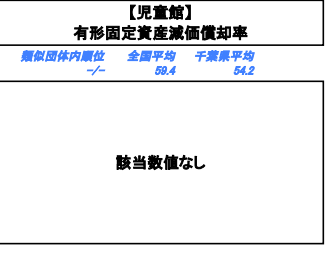 【児童館】
有形固定資産減価償却率
類似団体内順位 全国平均 千葉県平均
-/- 59.4 54.2
該当数値なし